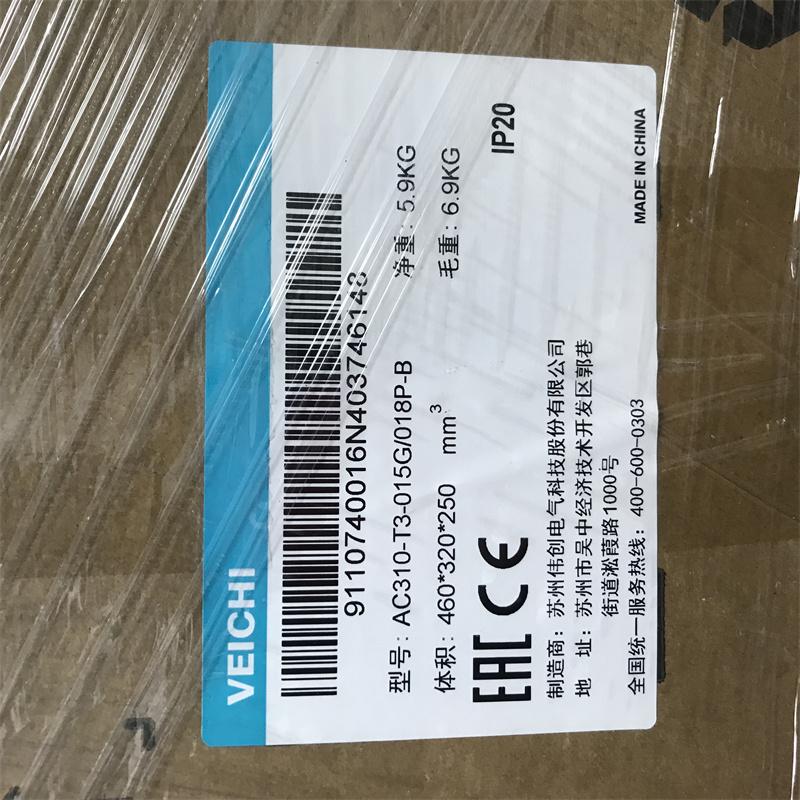 VEICHI
9110740016N403746143
型号: AC310-T3-015G/018P-B
净重: 5.9KG
体积: 460*320*250 mm³
毛重: 6.9KG
EAC CE
IP20
制造商: 苏州伟创电气科技股份有限公司
地 址: 苏州市吴中经济技术开发区郭巷
街道淞葭路1000号
全国统一服务热线: 400-600-0303
MADE IN CHINA